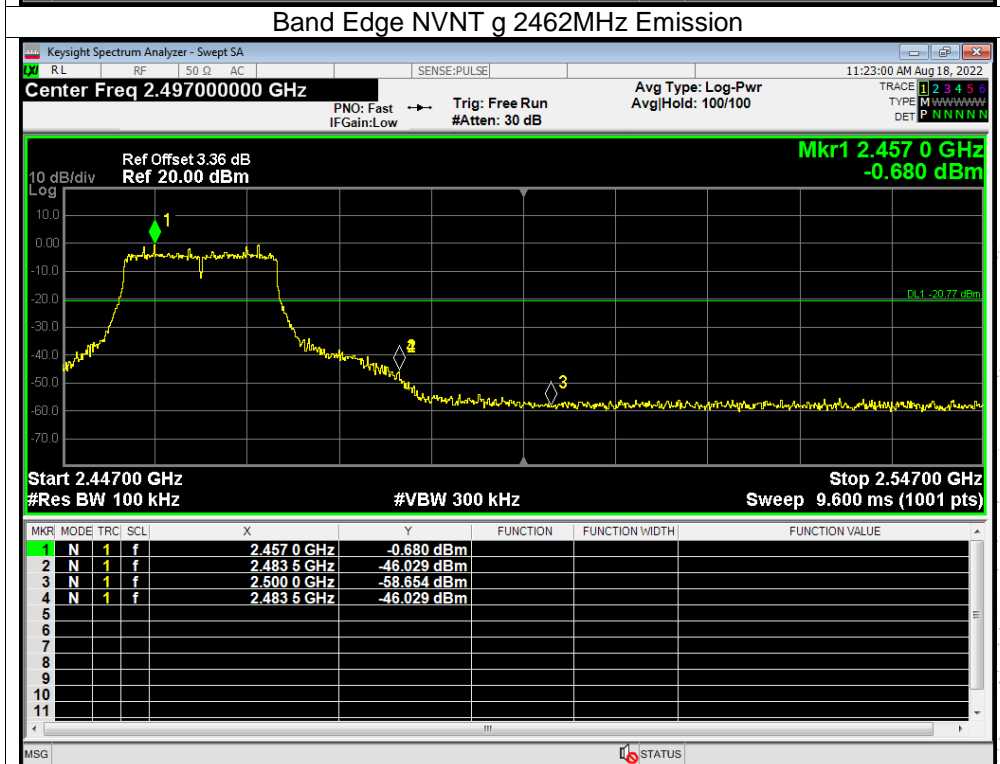 Band Edge NVNT g 2462MHz Emission
Keysight Spectrum Analyzer - Swept SA
LXI RL RF 50 Ω AC SENSE:PULSE 11:23:00 AM Aug 18, 2022
Center Freq 2.497000000 GHz
PNO: Fast
IFGain:Low
Trig: Free Run
#Atten: 30 dB
Avg Type: Log-Pwr
Avg|Hold: 100/100
TRACE 1 2 3 4 5 6
TYPE M WWWWW
DET P N N N N N
Mkr1 2.457 0 GHz
-0.680 dBm
Ref Offset 3.36 dB
10 dB/div Ref 20.00 dBm
Log
10.0
0.00
-10.0
-20.0
-30.0
-40.0
-50.0
-60.0
-70.0
1
2
3
DL1 -20.77 dBm
Start 2.44700 GHz Stop 2.54700 GHz
#Res BW 100 kHz #VBW 300 kHz Sweep 9.600 ms (1001 pts)
MKR MODE TRC SCL X Y FUNCTION FUNCTION WIDTH FUNCTION VALUE
1 N 1 f 2.457 0 GHz -0.680 dBm
2 N 1 f 2.483 5 GHz -46.029 dBm
3 N 1 f 2.500 0 GHz -58.654 dBm
4 N 1 f 2.483 5 GHz -46.029 dBm
5
6
7
8
9
10
11
MSG STATUS